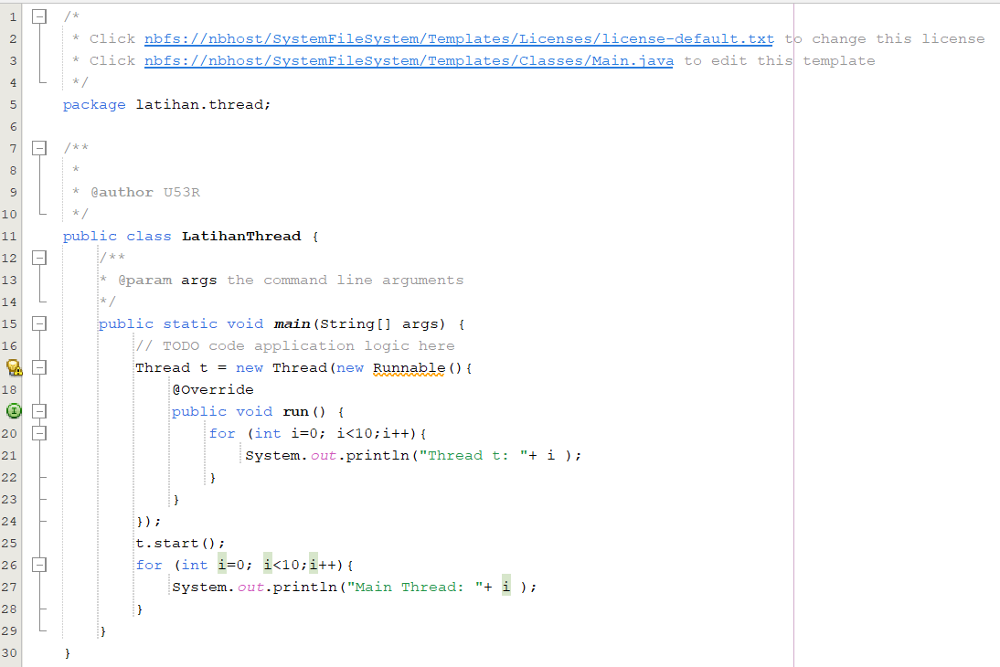 1 /*
2 * Click nbfs://nbhost/SystemFileSystem/Templates/Licenses/license-default.txt to change this license
3 * Click nbfs://nbhost/SystemFileSystem/Templates/Classes/Main.java to edit this template
4 */
5 package latihan.thread;
6
7 /**
8 *
9 * @author U53R
10 */
11 public class LatihanThread {
12 /**
13 * @param args the command line arguments
14 */
15 public static void main(String[] args) {
16 // TODO code application logic here
Thread t = new Thread(new Runnable(){
18 @Override
public void run() {
20 for (int i=0; i<10;i++){
21 System.out.println("Thread t: "+ i );
22 }
23 }
24 });
25 t.start();
26 for (int i=0; i<10;i++){
27 System.out.println("Main Thread: "+ i );
28 }
29 }
30 }